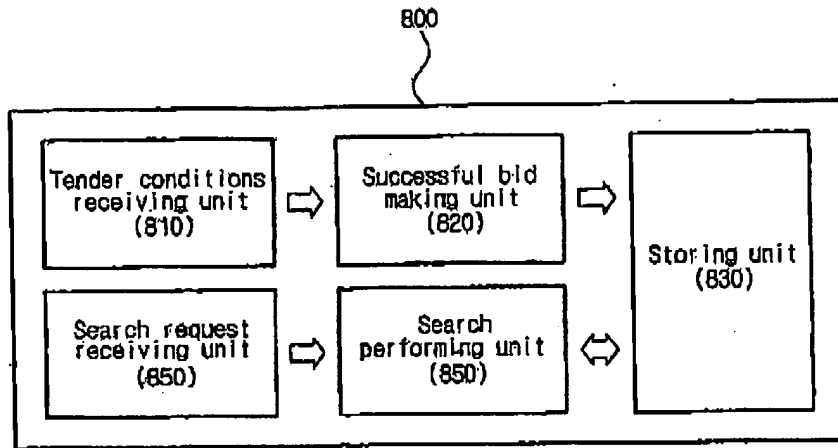 800
Tender conditions
receiving unit
(810)
Successful bid
making unit
(820)
Storing unit
(830)
Search request
receiving unit
(850)
Search
performing unit
(850)